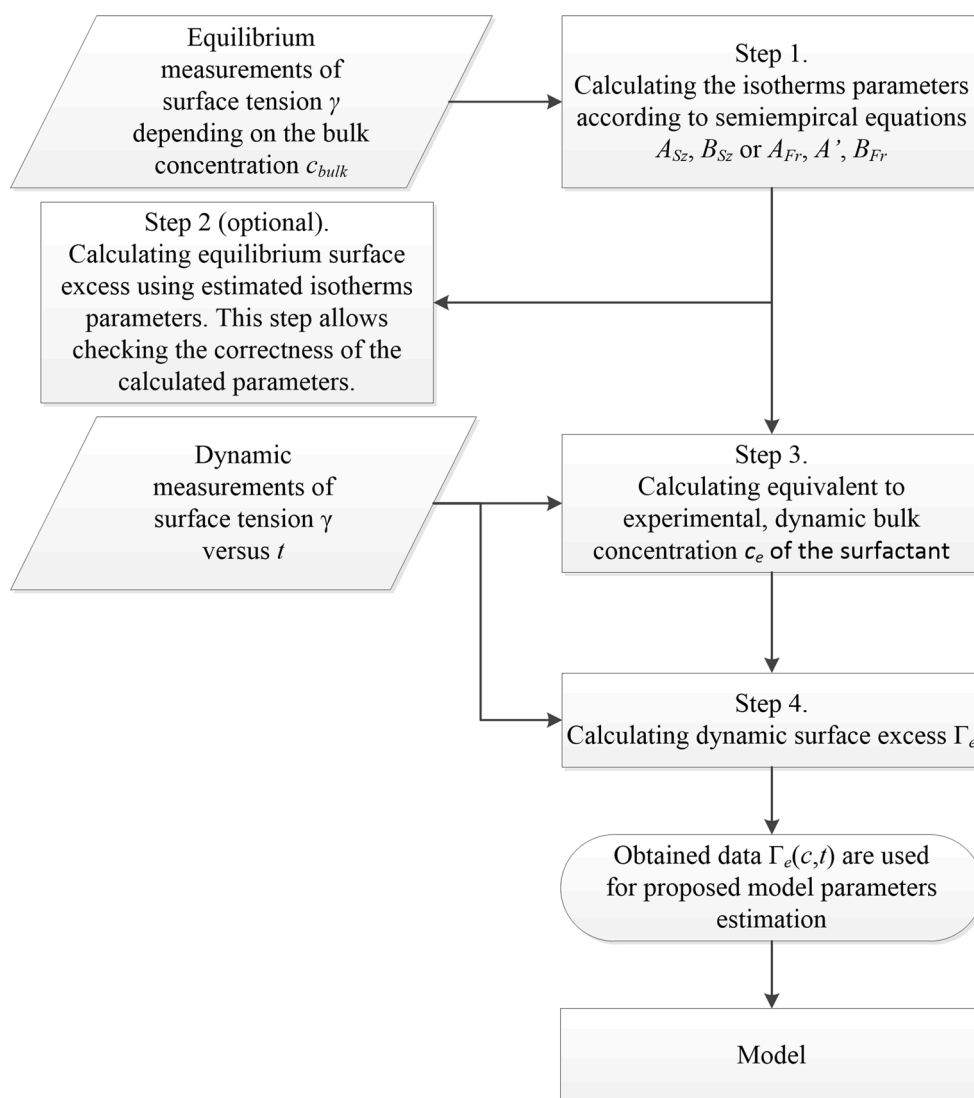 Equilibrium
measurements of
surface tension γ
depending on the bulk
concentration c_bulk
Step 1.
Calculating the isotherms parameters
according to semiempircal equations
A_Sz, B_Sz or A_Fr, A’, B_Fr
Step 2 (optional).
Calculating equilibrium surface
excess using estimated isotherms
parameters. This step allows
checking the correctness of the
calculated parameters.
Dynamic
measurements of
surface tension γ
versus t
Step 3.
Calculating equivalent to
experimental, dynamic bulk
concentration c_e of the surfactant
Step 4.
Calculating dynamic surface excess Γ_e
Obtained data Γ_e(c,t) are used
for proposed model parameters
estimation
Model